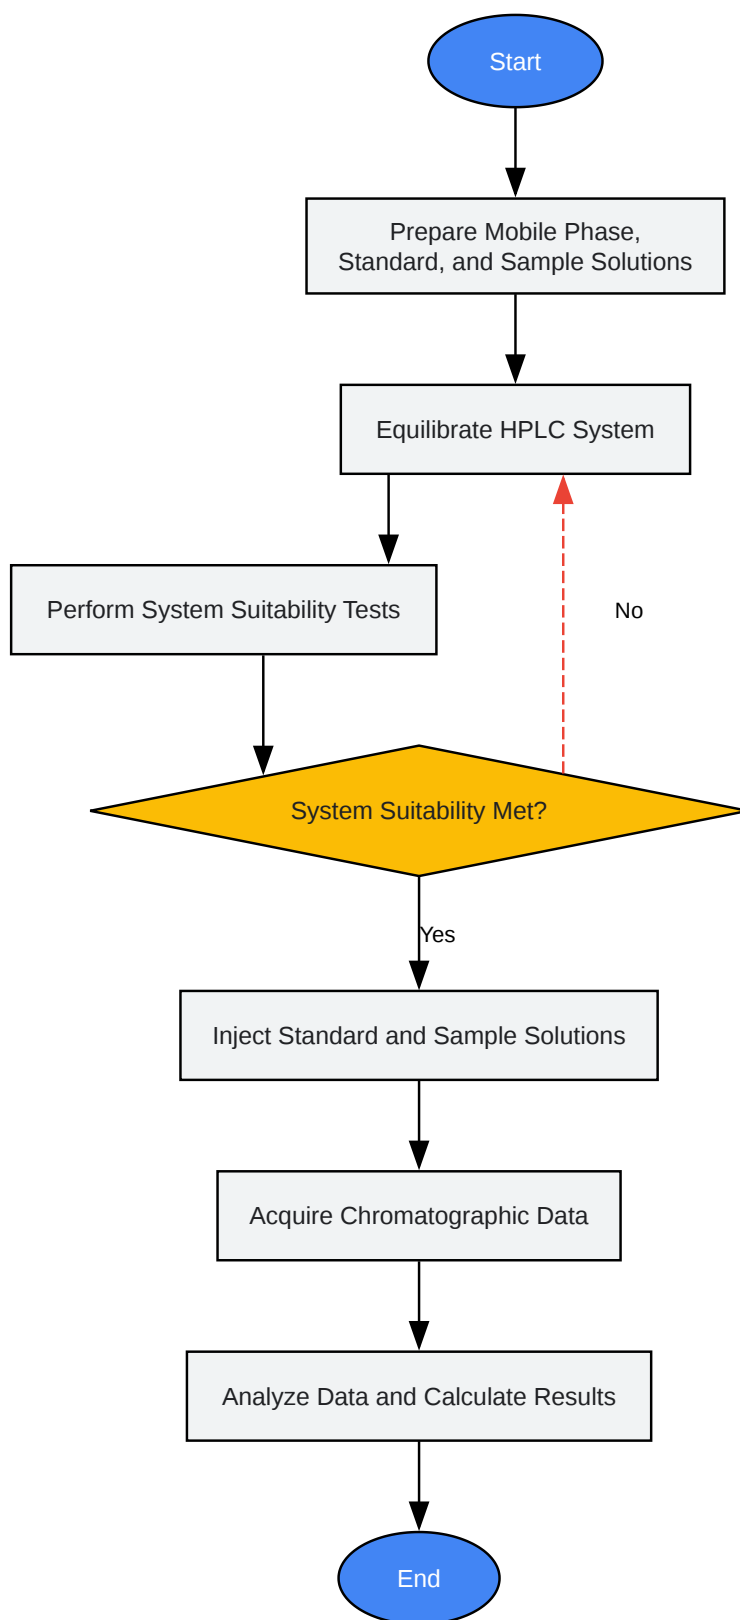 Start
Prepare Mobile Phase,
Standard, and Sample Solutions
Equilibrate HPLC System
Perform System Suitability Tests
No
System Suitability Met?
Yes
Inject Standard and Sample Solutions
Acquire Chromatographic Data
Analyze Data and Calculate Results
End